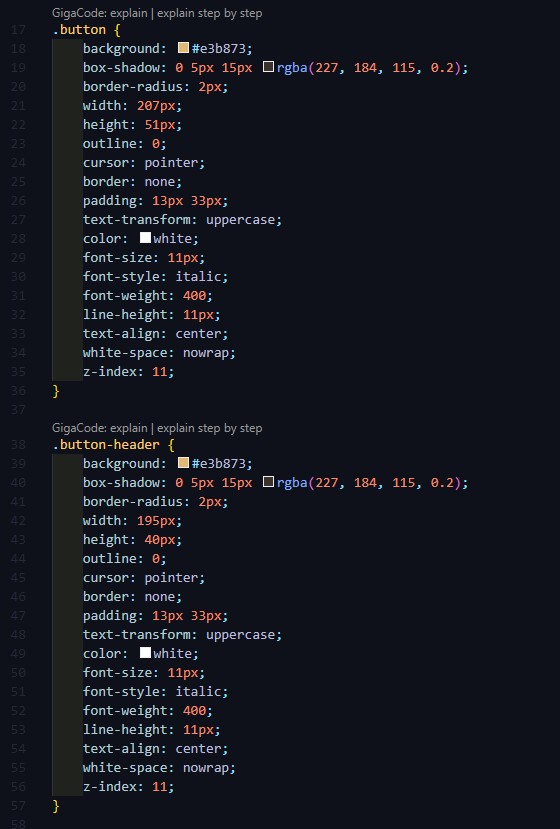 GigaCode: explain | explain step by step
17 .button {
18 background: #e3b873;
19 box-shadow: 0 5px 15px rgba(227, 184, 115, 0.2);
20 border-radius: 2px;
21 width: 207px;
22 height: 51px;
23 outline: 0;
24 cursor: pointer;
25 border: none;
26 padding: 13px 33px;
27 text-transform: uppercase;
28 color: white;
29 font-size: 11px;
30 font-style: italic;
31 font-weight: 400;
32 line-height: 11px;
33 text-align: center;
34 white-space: nowrap;
35 z-index: 11;
36 }
37
GigaCode: explain | explain step by step
38 .button-header {
39 background: #e3b873;
40 box-shadow: 0 5px 15px rgba(227, 184, 115, 0.2);
41 border-radius: 2px;
42 width: 195px;
43 height: 40px;
44 outline: 0;
45 cursor: pointer;
46 border: none;
47 padding: 13px 33px;
48 text-transform: uppercase;
49 color: white;
50 font-size: 11px;
51 font-style: italic;
52 font-weight: 400;
53 line-height: 11px;
54 text-align: center;
55 white-space: nowrap;
56 z-index: 11;
57 }
58